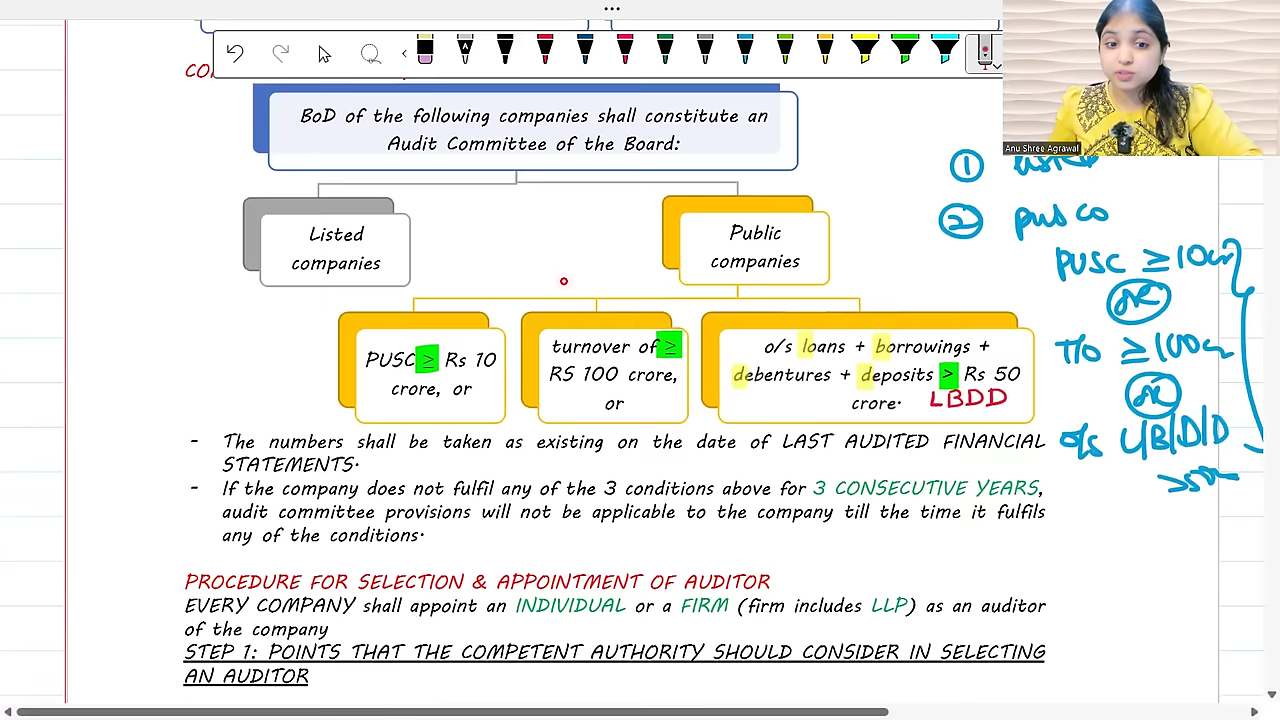 BoD of the following companies shall constitute an
Audit Committee of the Board:
Listed
companies
Public
companies
PUSC ≥ Rs 10
crore, or
turnover of ≥
RS 100 crore,
or
o/s loans + borrowings +
debentures + deposits > Rs 50
crore.
LBDD
- The numbers shall be taken as existing on the date of LAST AUDITED FINANCIAL
STATEMENTS.
- If the company does not fulfil any of the 3 conditions above for 3 CONSECUTIVE YEARS,
audit committee provisions will not be applicable to the company till the time it fulfils
any of the conditions.
PROCEDURE FOR SELECTION & APPOINTMENT OF AUDITOR
EVERY COMPANY shall appoint an INDIVIDUAL or a FIRM (firm includes LLP) as an auditor
of the company
STEP 1: POINTS THAT THE COMPETENT AUTHORITY SHOULD CONSIDER IN SELECTING
AN AUDITOR
Anu Shree Agrawal
①
② pub co
PUSC ≥ 10cr
OR
T/O ≥ 100cr
OR
o/s L/B/D/D